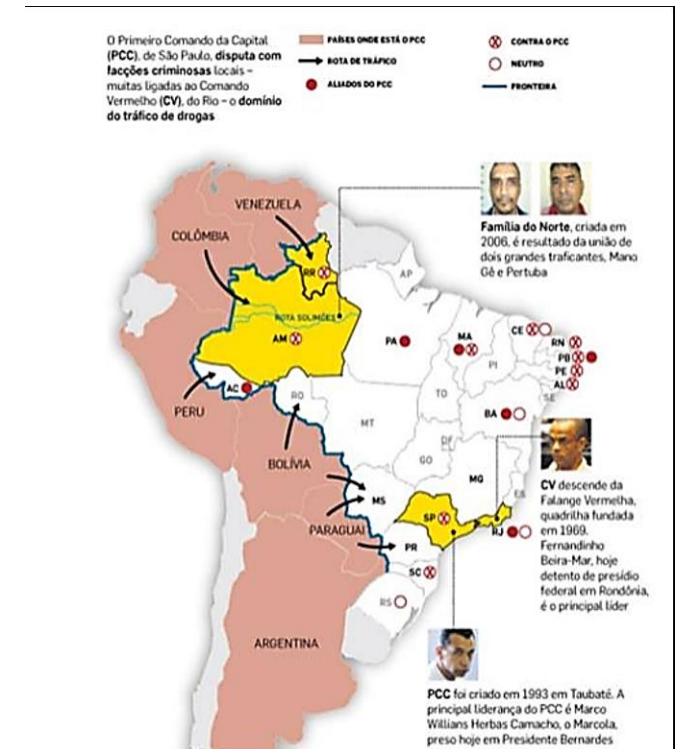 O Primeiro Comando da Capital
(PCC), de São Paulo, disputa com
facções criminosas locais –
muitas ligadas ao Comando
Vermelho (CV), do Rio – o domínio
do tráfico de drogas
PAÍSES ONDE ESTÁ O PCC
ROTA DE TRÁFICO
ALIADOS DO PCC
CONTRA O PCC
NEUTRO
FRONTEIRA
VENEZUELA
COLÔMBIA
RR
ROTA SOLIMÕES
AM
AP
Família do Norte, criada em
2006, é resultado da união de
dois grandes traficantes, Mano
Gê e Pertuba
PA
MA
CE
RN
PB
PE
AL
SE
PI
TO
BA
AC
RO
MT
DF
GO
MG
ES
PERU
BOLÍVIA
MS
PARAGUAI
SP
RJ
PR
SC
RS
ARGENTINA
CV descende da
Falange Vermelha,
quadrilha fundada
em 1969.
Fernandinho
Beira-Mar, hoje
detento de presídio
federal em Rondônia,
é o principal líder
PCC foi criado em 1993 em Taubaté. A
principal liderança do PCC é Marco
Willians Herbas Camacho, o Marcola,
preso hoje em Presidente Bernardes